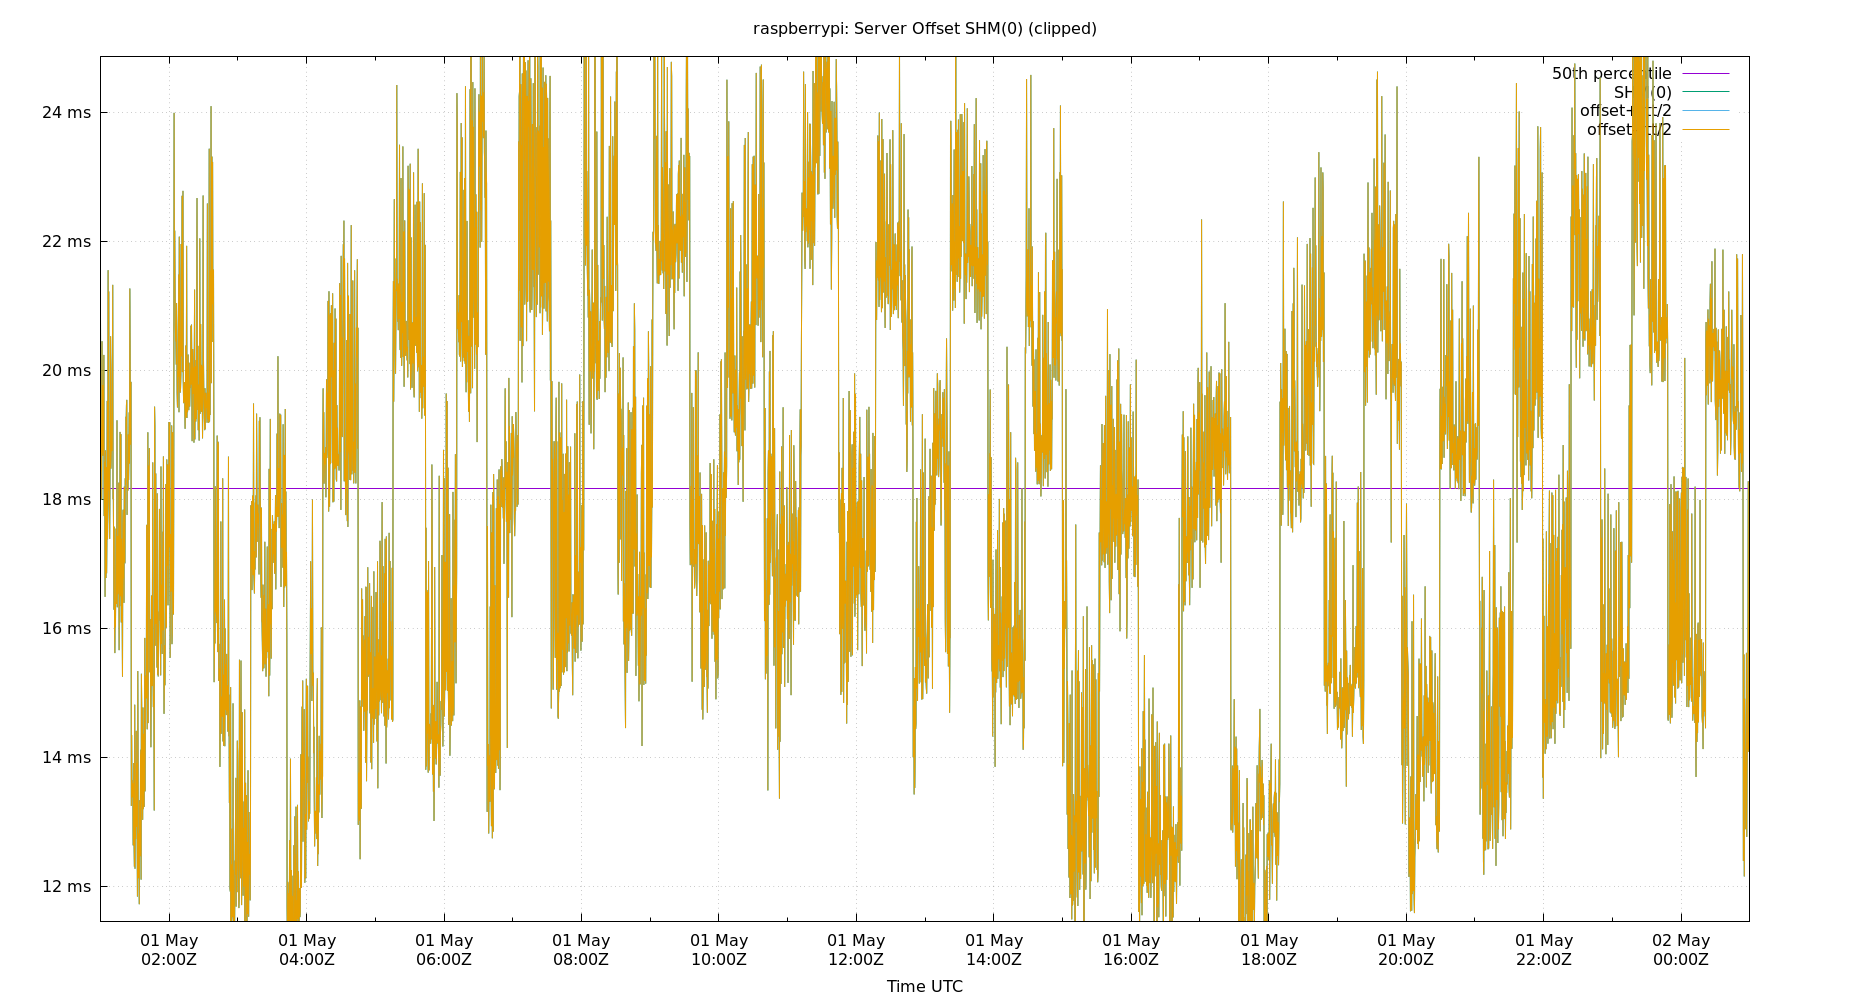 raspberrypi: Server Offset SHM(0) (clipped)
24 ms
22 ms
20 ms
18 ms
16 ms
14 ms
12 ms
50th percentile
SHM(0)
offset+rtt/2
offset-rtt/2
01 May 01 May 01 May 01 May 01 May 01 May 01 May 01 May 01 May 01 May 01 May 02 May
02:00Z 04:00Z 06:00Z 08:00Z 10:00Z 12:00Z 14:00Z 16:00Z 18:00Z 20:00Z 22:00Z 00:00Z
Time UTC